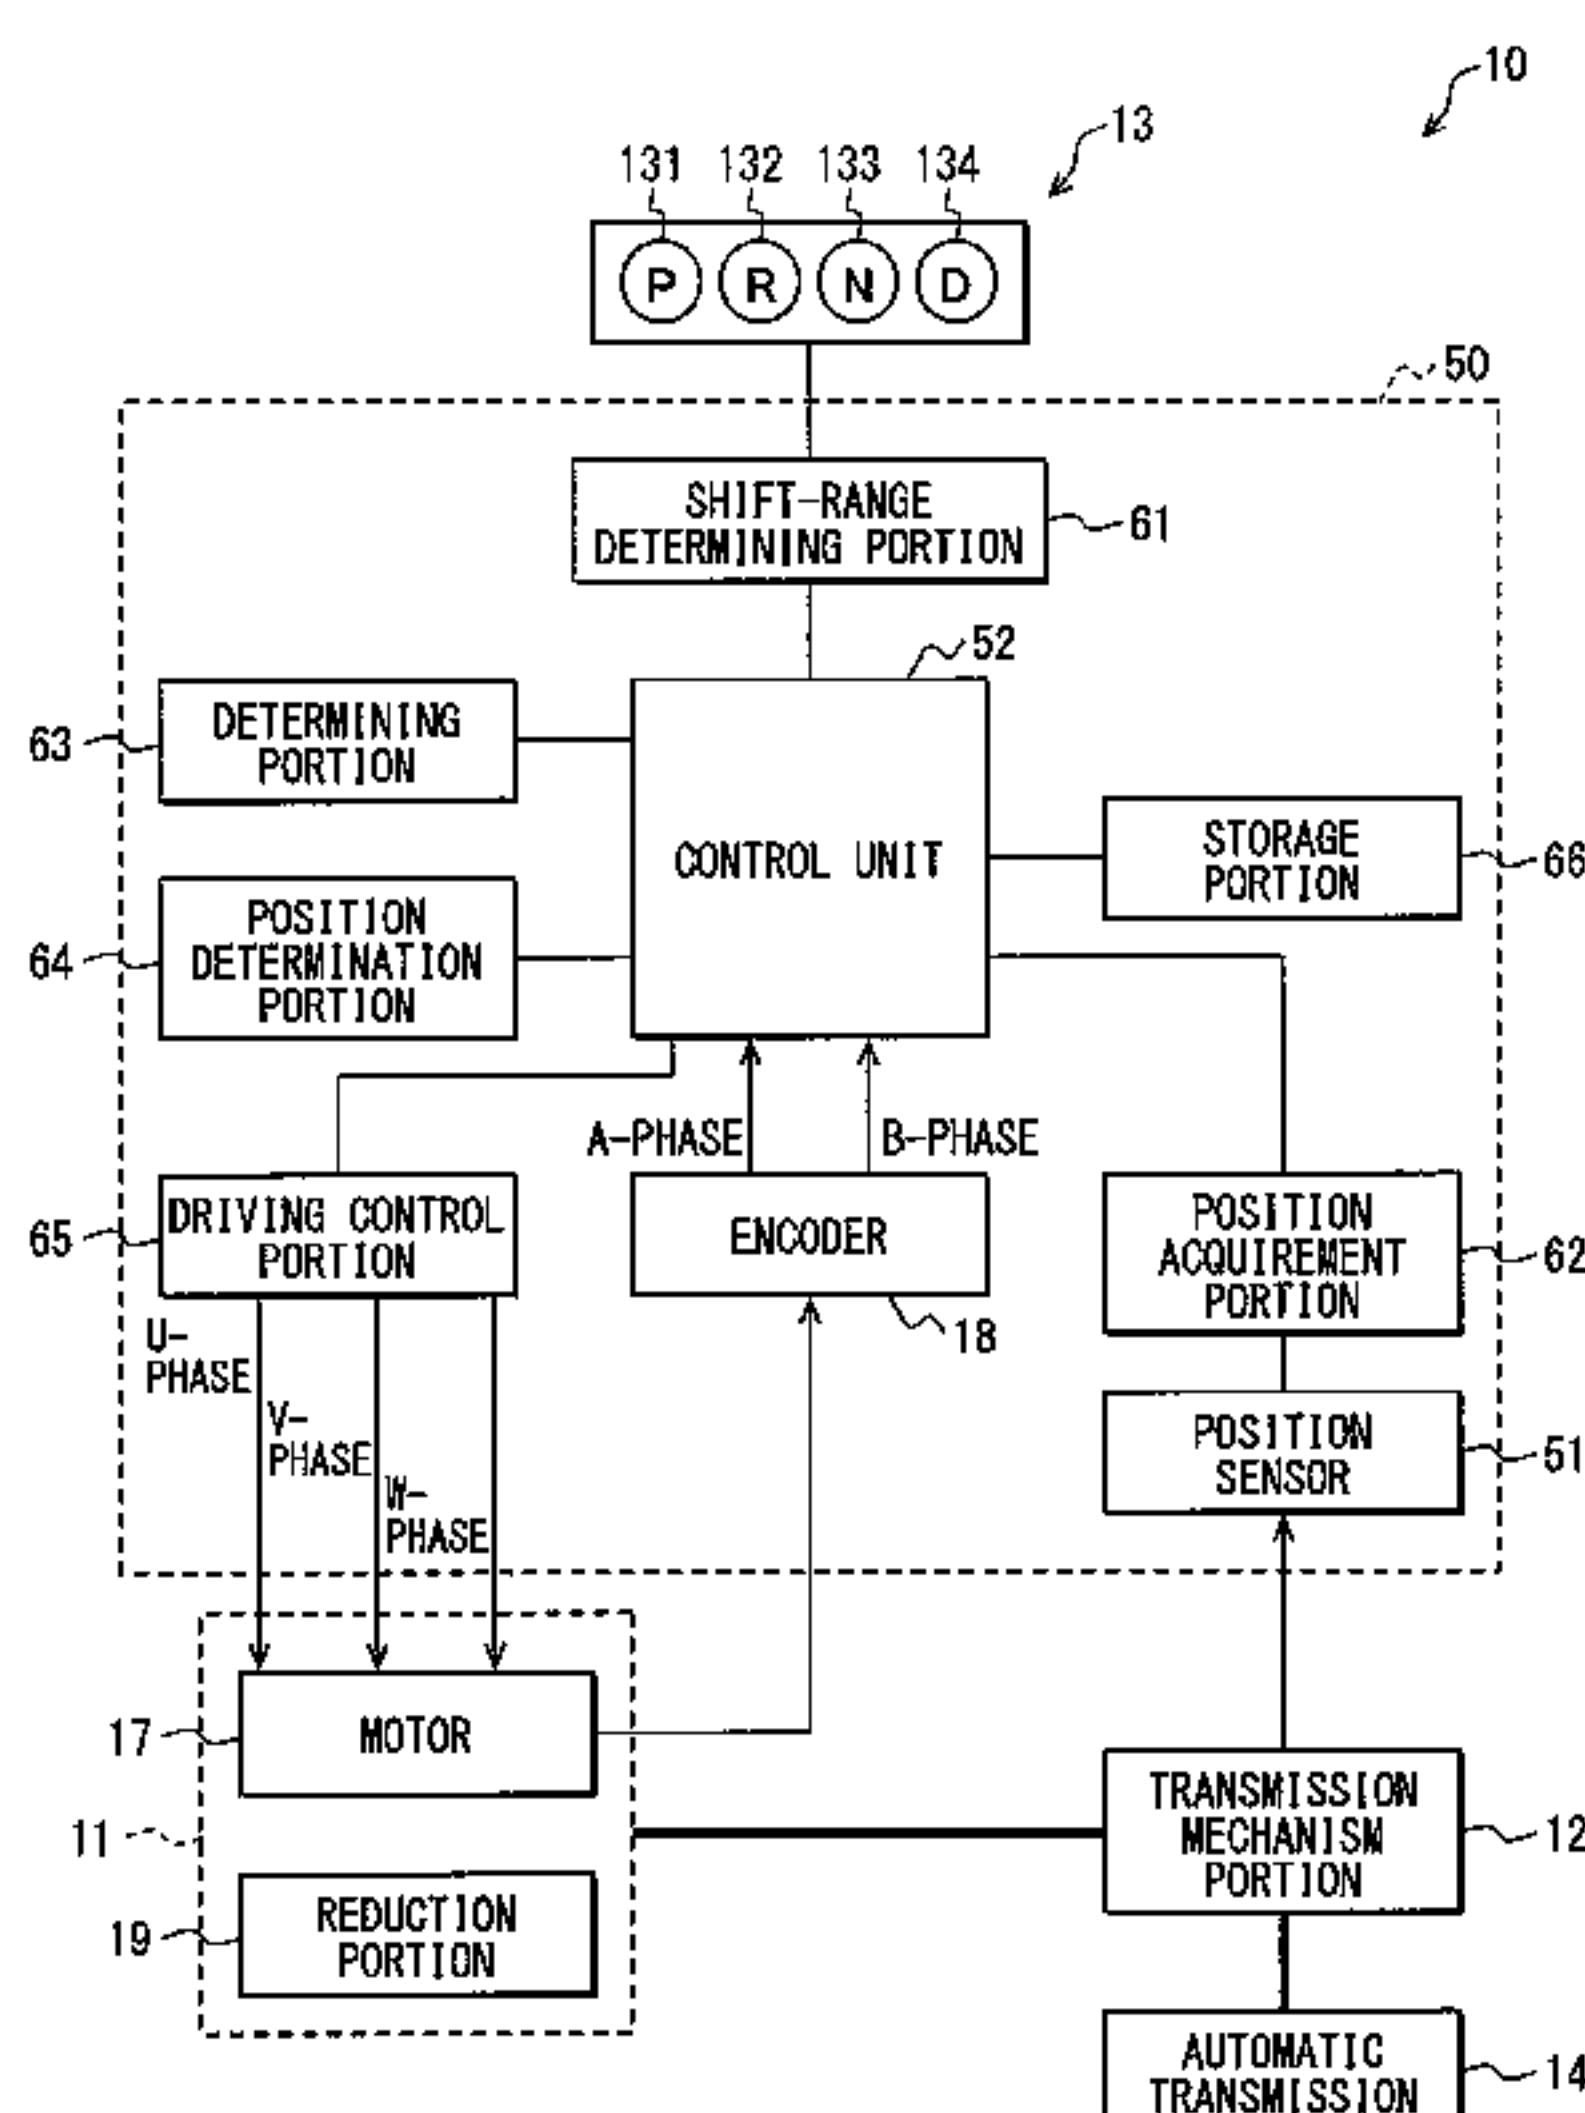 10
13
131 132 133 134
P R N D
50
SHIFT-RANGE
DETERMINING PORTION
61
52
DETERMINING
PORTION
63
CONTROL UNIT
STORAGE
PORTION
66
POSITION
DETERMINATION
PORTION
64
A-PHASE
B-PHASE
DRIVING CONTROL
PORTION
65
ENCODER
18
POSITION
ACQUIREMENT
PORTION
62
U-
PHASE
V-
PHASE
W-
PHASE
POSITION
SENSOR
51
MOTOR
17
11
TRANSMISSION
MECHANISM
PORTION
12
REDUCTION
PORTION
19
AUTOMATIC
TRANSMISSION
14